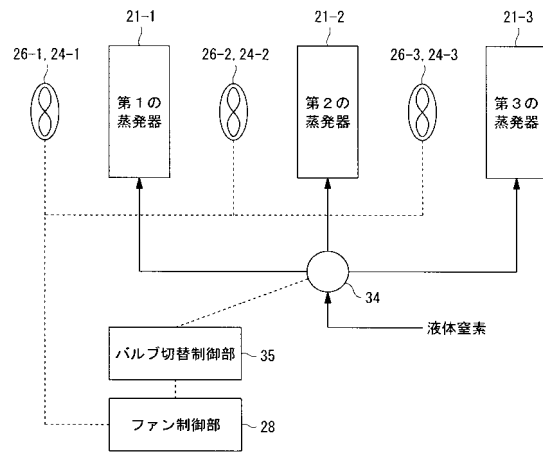 21-1
21-2
21-3
26-1, 24-1
26-2, 24-2
26-3, 24-3
第1の
蒸発器
第2の
蒸発器
第3の
蒸発器
34
液体窒素
バルブ切替制御部
35
ファン制御部
28